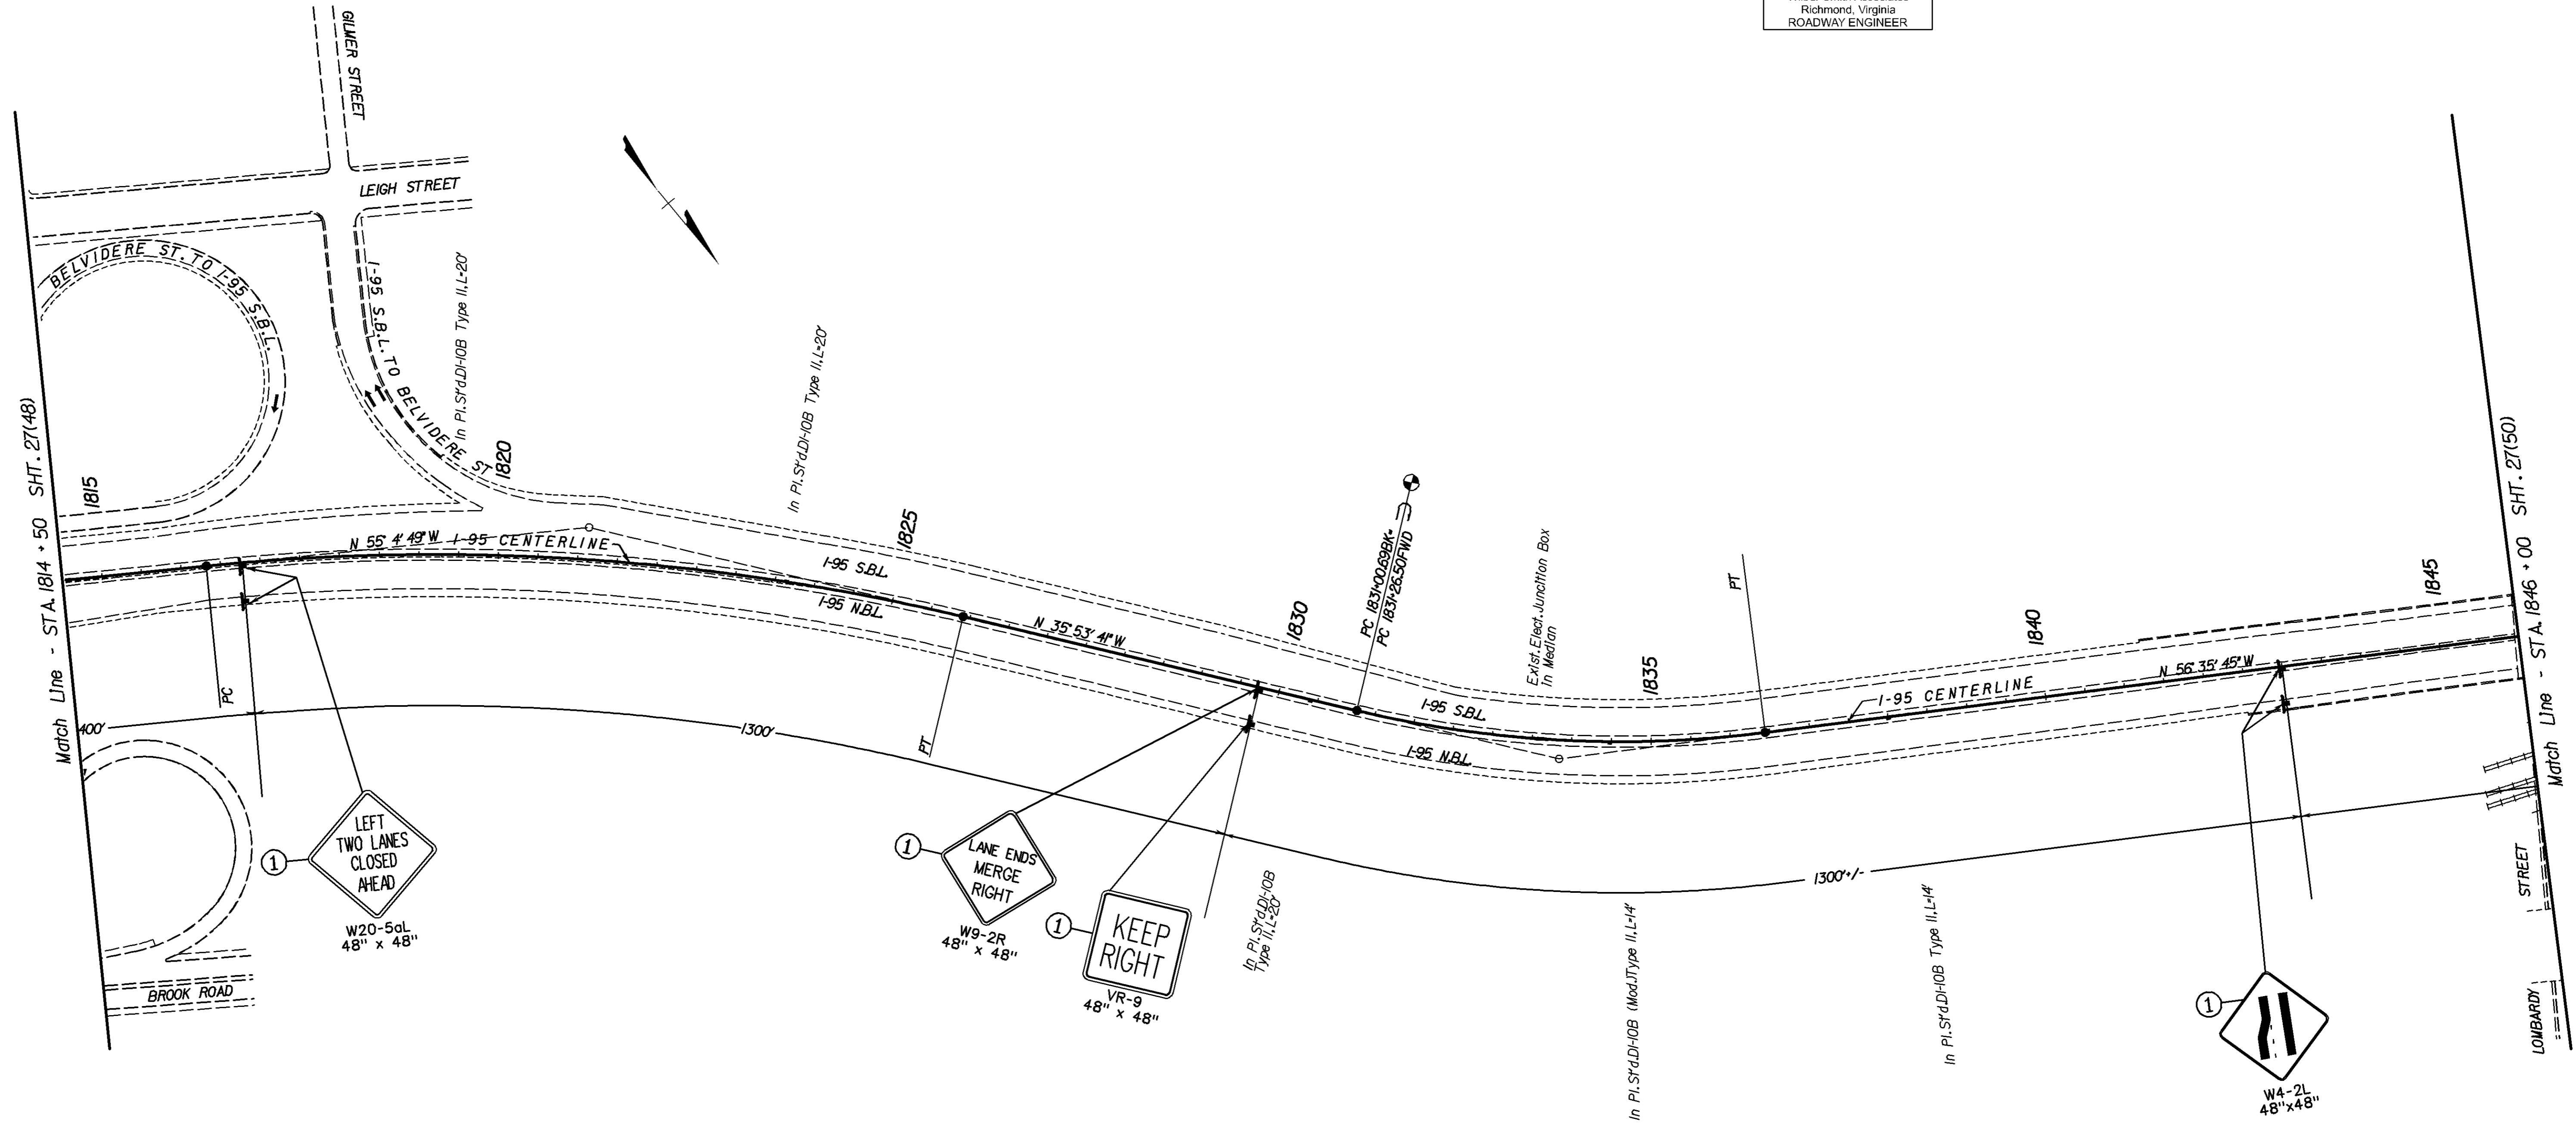 Richmond, Virginia
ROADWAY ENGINEER
GILMER STREET
LEIGH STREET
BELVIDERE ST. TO I-95 S.B.L.
I-95 S.B.L. TO BELVIDERE ST
In Pl. St'd. DI-10B Type II, L=20'
In Pl. St'd. DI-10B Type II, L=20'
Match Line - STA. 1814 + 50 SHT. 27(48)
1815
1820
1825
1830
1835
1840
1845
N 55° 4' 49" W I-95 CENTERLINE
I-95 S.B.L.
I-95 N.B.L.
N 35° 53' 41" W
PC 1831+00.69BK=
PC 1831+26.50FWD
Exist. Elect. Junctition Box
In Median
I-95 S.B.L.
I-95 N.B.L.
PT
I-95 CENTERLINE
N 56° 35' 45" W
Match Line - STA. 1846 + 00 SHT. 27(50)
PC
PT
400'
1300'
1300'+/-
LEFT
TWO LANES
CLOSED
AHEAD
1
W20-5aL
48" x 48"
LANE ENDS
MERGE
RIGHT
1
W9-2R
48" x 48"
KEEP
RIGHT
1
VR-9
48" x 48"
In Pl. St'd. DI-10B
Type II, L=20'
In Pl. St'd. DI-10B (Mod.) Type II, L=14'
In Pl. St'd. DI-10B Type II, L=14'
1
W4-2L
48"x48"
BROOK ROAD
LOMBARDY STREET